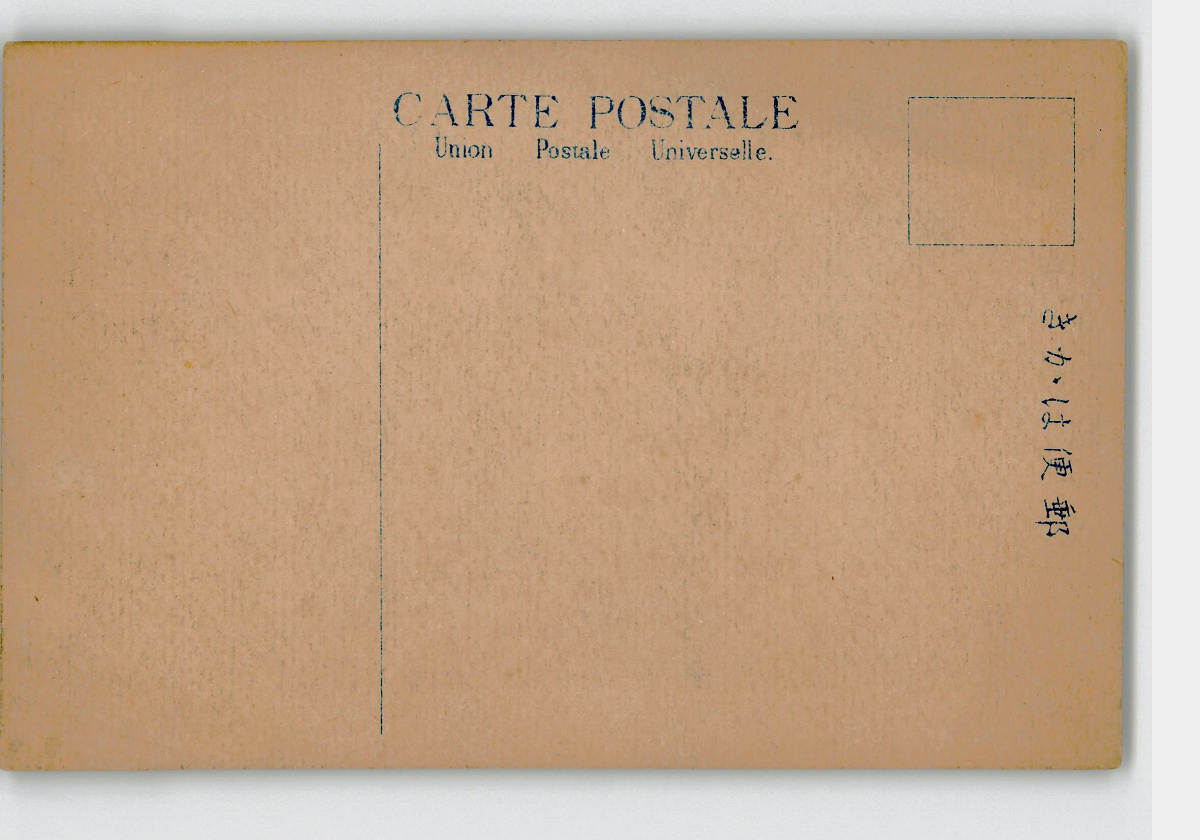 CARTE POSTALE
Union Postale Universelle.
郵便はかき